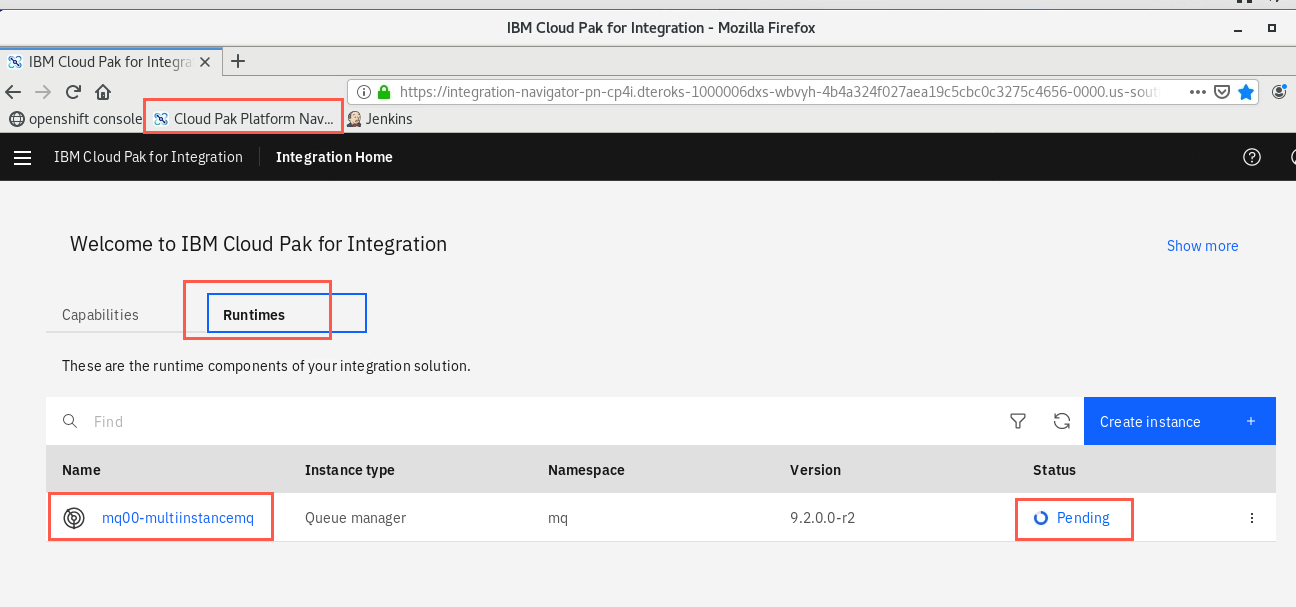 IBM Cloud Pak for Integration - Mozilla Firefox
IBM Cloud Pak for Integra
https://integration-navigator-pn-cp4i.dteroks-1000006dxs-wbvyh-4b4a324f027aea19c5cbc0c3275c4656-0000.us-sout
openshift console Cloud Pak Platform Nav... Jenkins
IBM Cloud Pak for Integration Integration Home
Welcome to IBM Cloud Pak for Integration Show more
Capabilities Runtimes
These are the runtime components of your integration solution.
Find Create instance +
Name Instance type Namespace Version Status
mq00-multiinstancemq Queue manager mq 9.2.0.0-r2 Pending